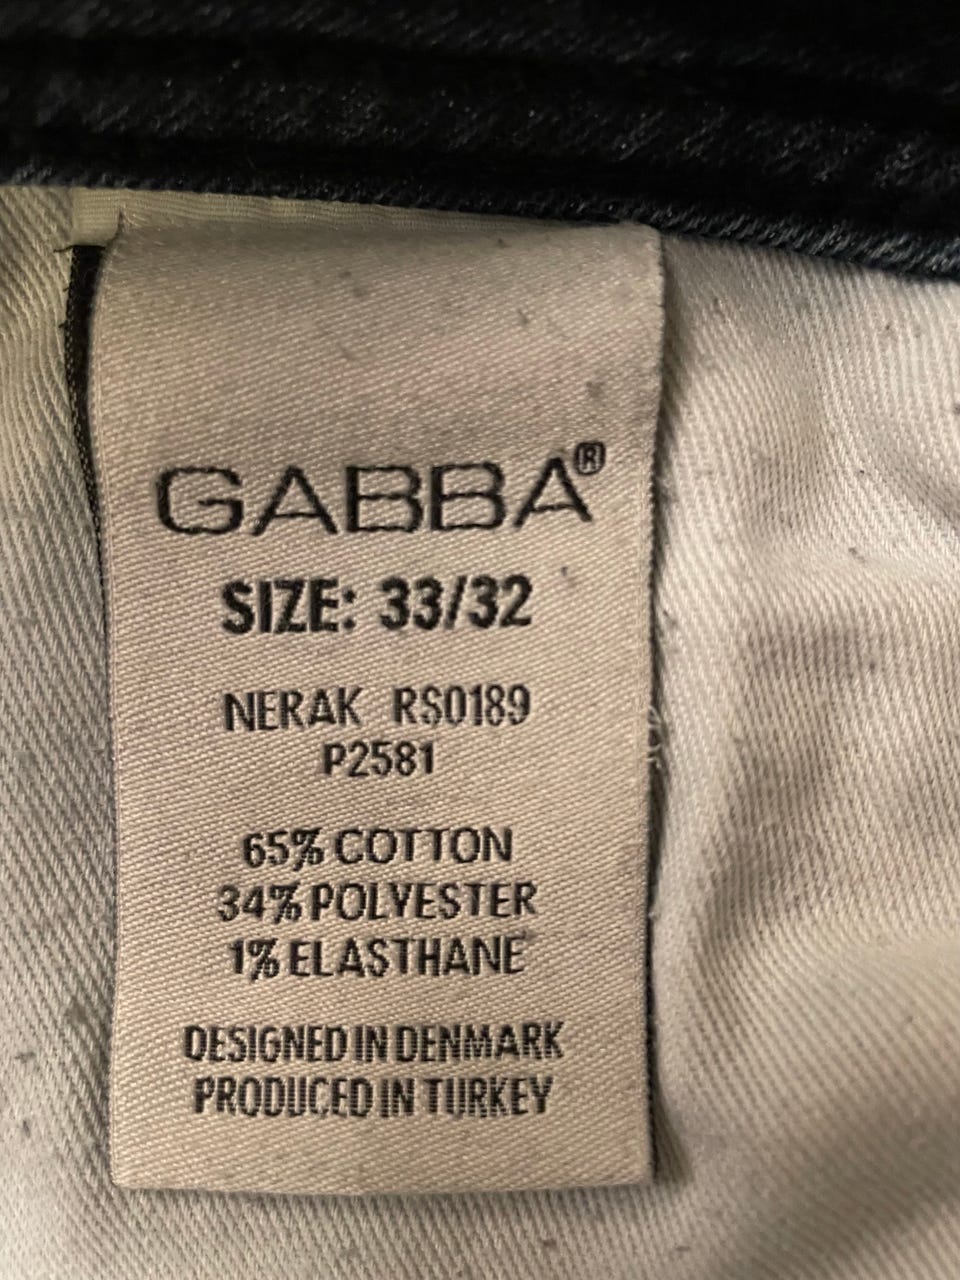 GABBA®
SIZE: 33/32
NERAK RS0189
P2581
65% COTTON
34% POLYESTER
1% ELASTHANE
DESIGNED IN DENMARK
PRODUCED IN TURKEY